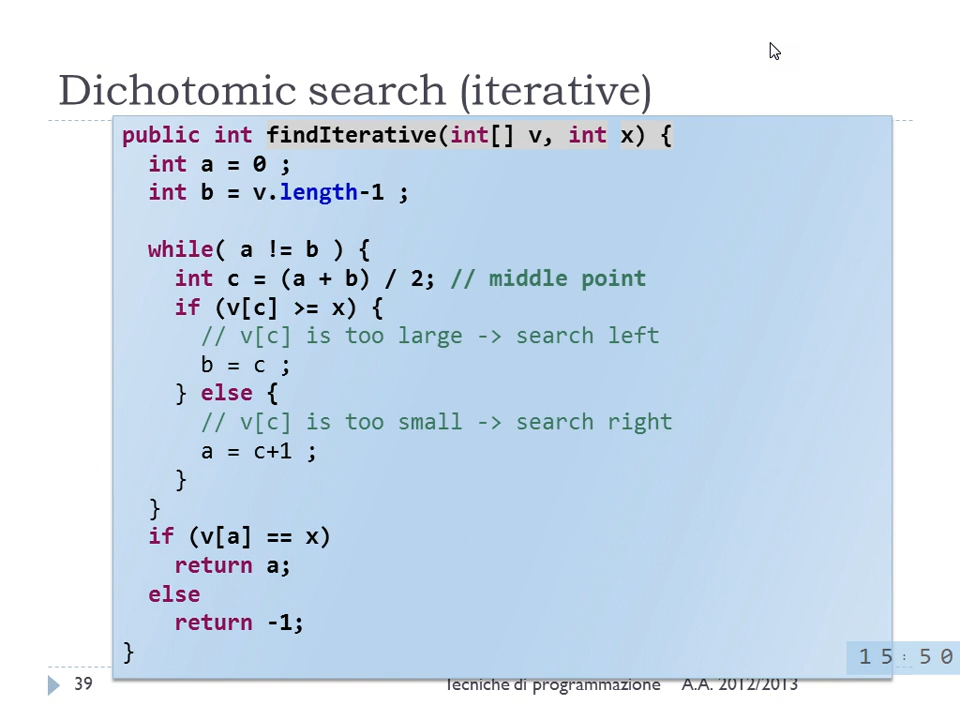 Dichotomic search (iterative)
public int findIterative(int[] v, int x) {
int a = 0 ;
int b = v.length-1 ;
while( a != b ) {
int c = (a + b) / 2; // middle point
if (v[c] >= x) {
// v[c] is too large -> search left
b = c ;
} else {
// v[c] is too small -> search right
a = c+1 ;
}
}
if (v[a] == x)
return a;
else
return -1;
}
15:50
39 Tecniche di programmazione A.A. 2012/2013